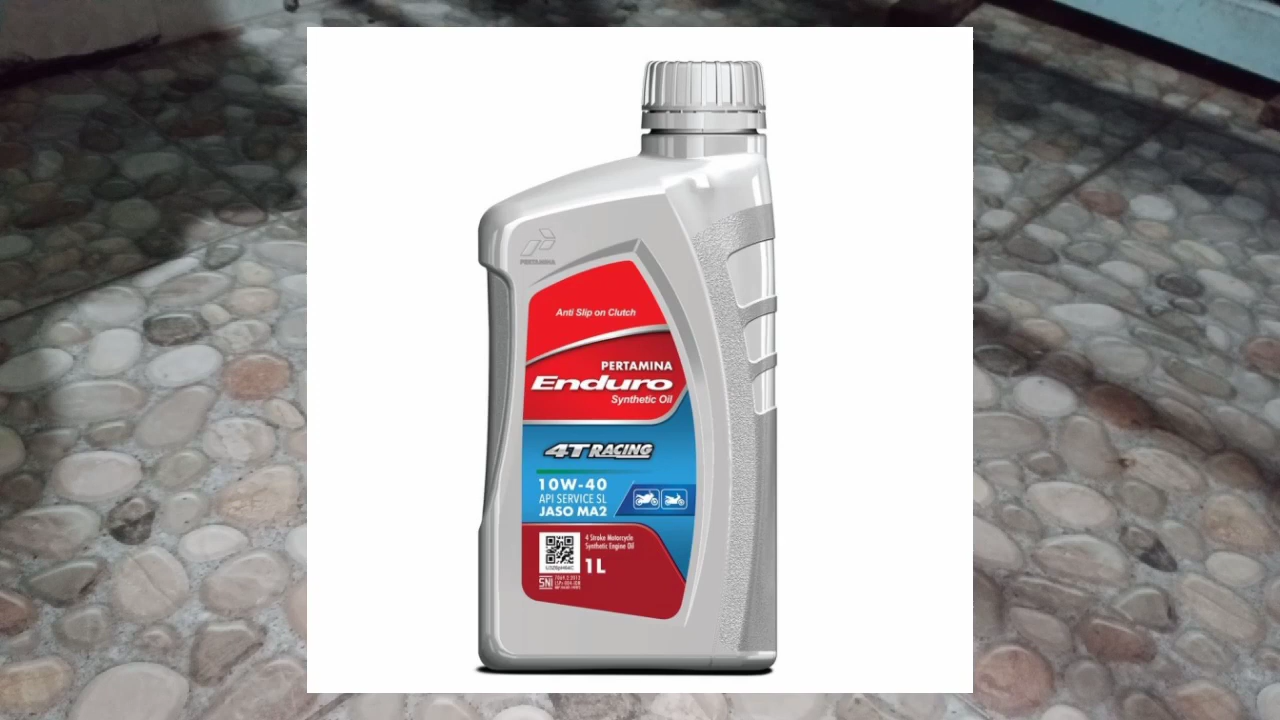 PERTAMINA
Anti Slip on Clutch
PERTAMINA
Enduro
Synthetic Oil
4T RACING
10W-40
API SERVICE SL
JASO MA2
4 Stroke Motorcycle
Synthetic Engine Oil
1L
SNI